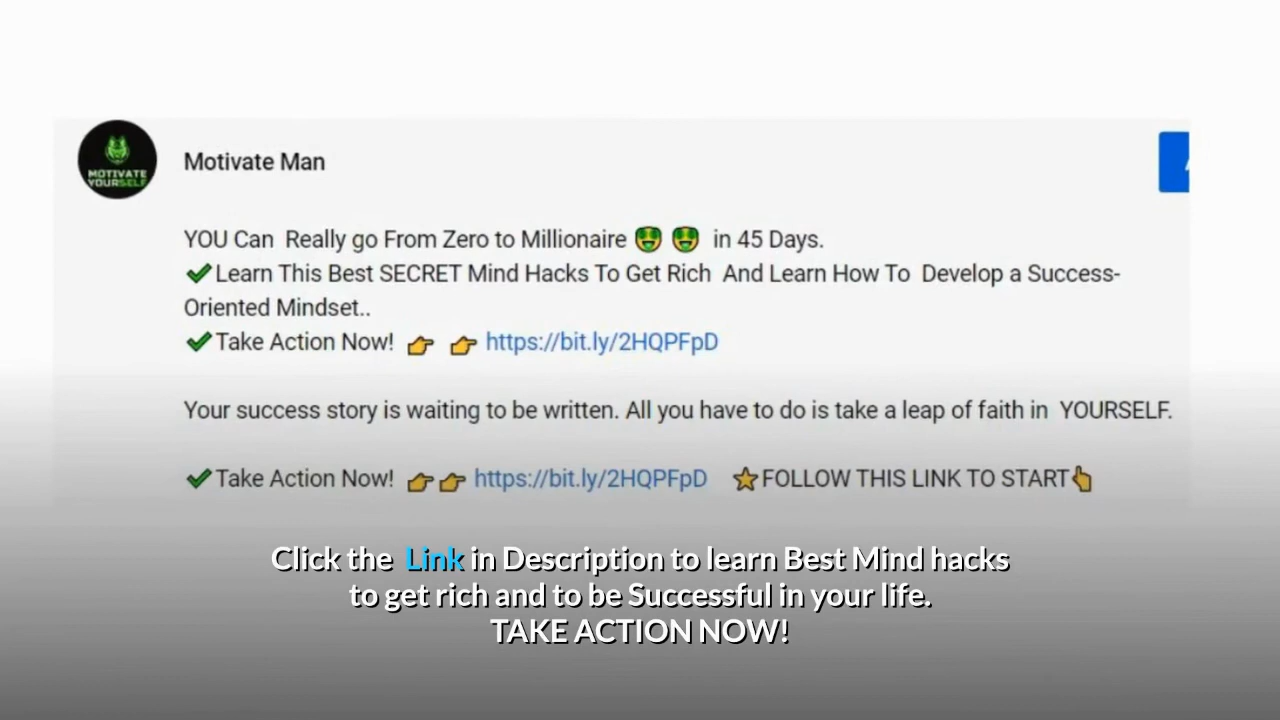 MOTIVATE
YOURSELF
Motivate Man
YOU Can Really go From Zero to Millionaire 🤑 🤑 in 45 Days.
✔Learn This Best SECRET Mind Hacks To Get Rich And Learn How To Develop a Success-
Oriented Mindset..
✔Take Action Now! 👉 👉 https://bit.ly/2HQPFpD
Your success story is waiting to be written. All you have to do is take a leap of faith in YOURSELF.
✔Take Action Now! 👉👉 https://bit.ly/2HQPFpD ⭐FOLLOW THIS LINK TO START👆
Click the Link in Description to learn Best Mind hacks
to get rich and to be Successful in your life.
TAKE ACTION NOW!